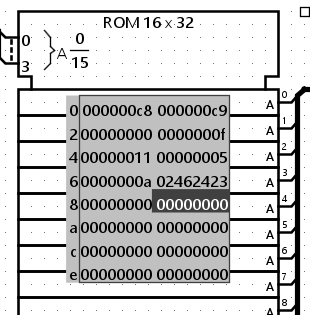 ROM 16 x 32
0
3
A
0
15
0 000000c8 000000c9
2 00000000 0000000f
4 00000011 00000005
6 0000000a 02462423
8 00000000 00000000
a 00000000 00000000
c 00000000 00000000
e 00000000 00000000
A 0
A 1
A 2
A 3
A 4
A 5
A 6
A 7
8